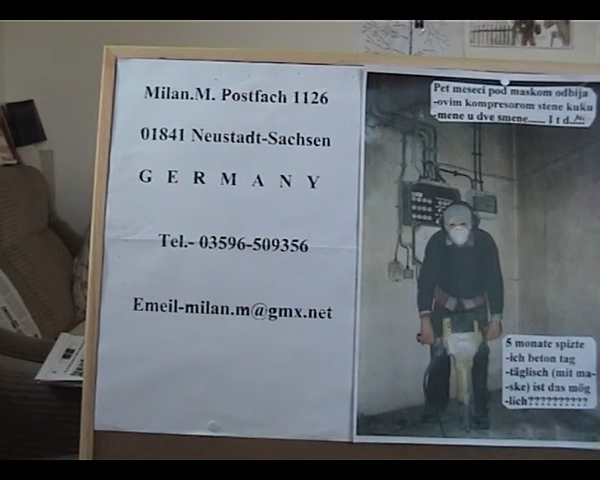 Milan.M. Postfach 1126
01841 Neustadt-Sachsen
G E R M A N Y
Tel.- 03596-509356
Emeil-milan.m@gmx.net
Pet meseci pod maskom odbija
-ovim kompresorom stene kuku
-mene u dve smene...... I t d..
5 monate spizte
-ich beton tag
-täglisch (mit ma-
-ske) ist das mög
-lich??????????